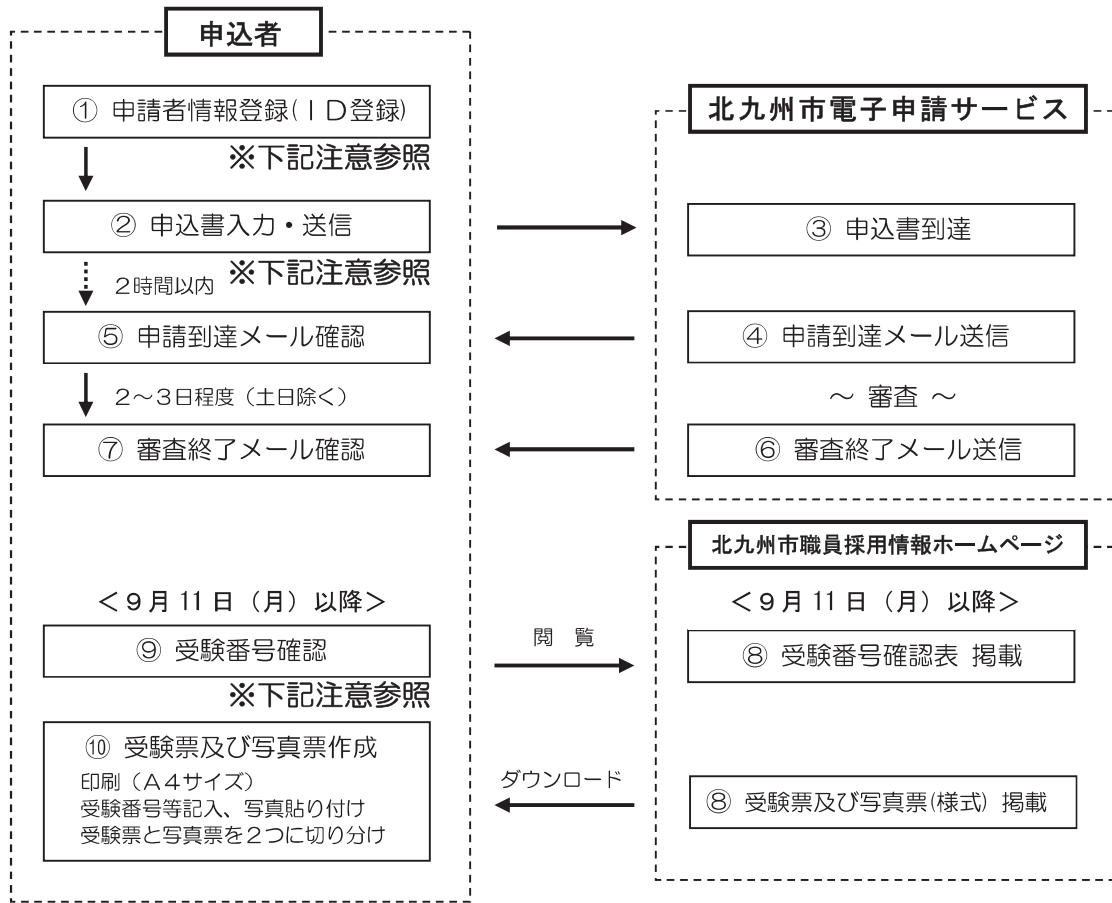 申込者
① 申請者情報登録(ＩＤ登録)
※下記注意参照
② 申込書入力・送信
※下記注意参照
２時間以内
⑤ 申請到達メール確認
２～３日程度（土日除く）
⑦ 審査終了メール確認
＜９月 11 日（月）以降＞
⑨ 受験番号確認
※下記注意参照
⑩ 受験票及び写真票作成
印刷（Ａ４サイズ）
受験番号等記入、写真貼り付け
受験票と写真票を２つに切り分け
閲　覧
ダウンロード
北九州市電子申請サービス
③ 申込書到達
④ 申請到達メール送信
～ 審査 ～
⑥ 審査終了メール送信
北九州市職員採用情報ホームページ
＜９月 11 日（月）以降＞
⑧ 受験番号確認表 掲載
⑧ 受験票及び写真票(様式) 掲載